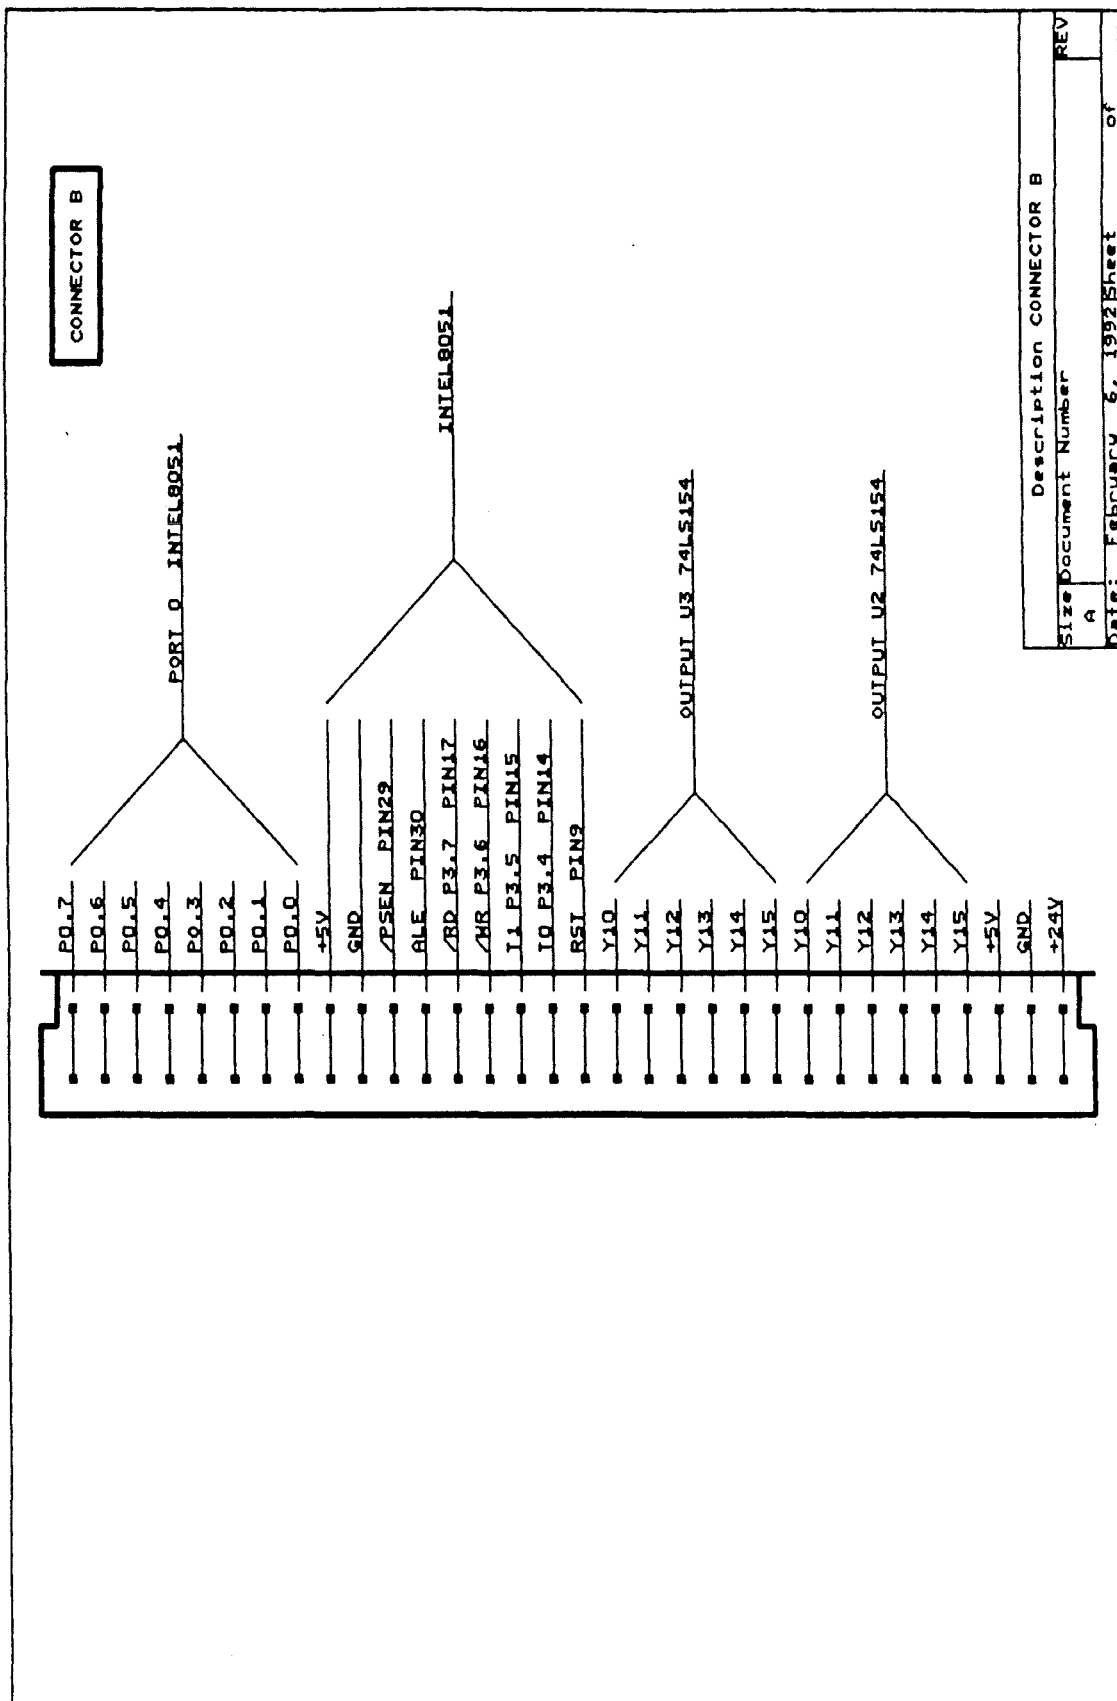 CONNECTOR B
P0.7
P0.6
P0.5
P0.4
P0.3
P0.2
P0.1
P0.0
PORT 0 INTEL8051
+5V
GND
/PSEN PIN29
ALE PIN30
/RD P3.7 PIN17
/WR P3.6 PIN16
T1 P3.5 PIN15
T0 P3.4 PIN14
RST PIN9
INTEL8051
Y10
Y11
Y12
Y13
Y14
Y15
OUTPUT U3 74LS154
Y10
Y11
Y12
Y13
Y14
Y15
OUTPUT U2 74LS154
+5V
GND
+24V
Description CONNECTOR B
Size Document Number REV
A
Date: February 6, 1992 Sheet of